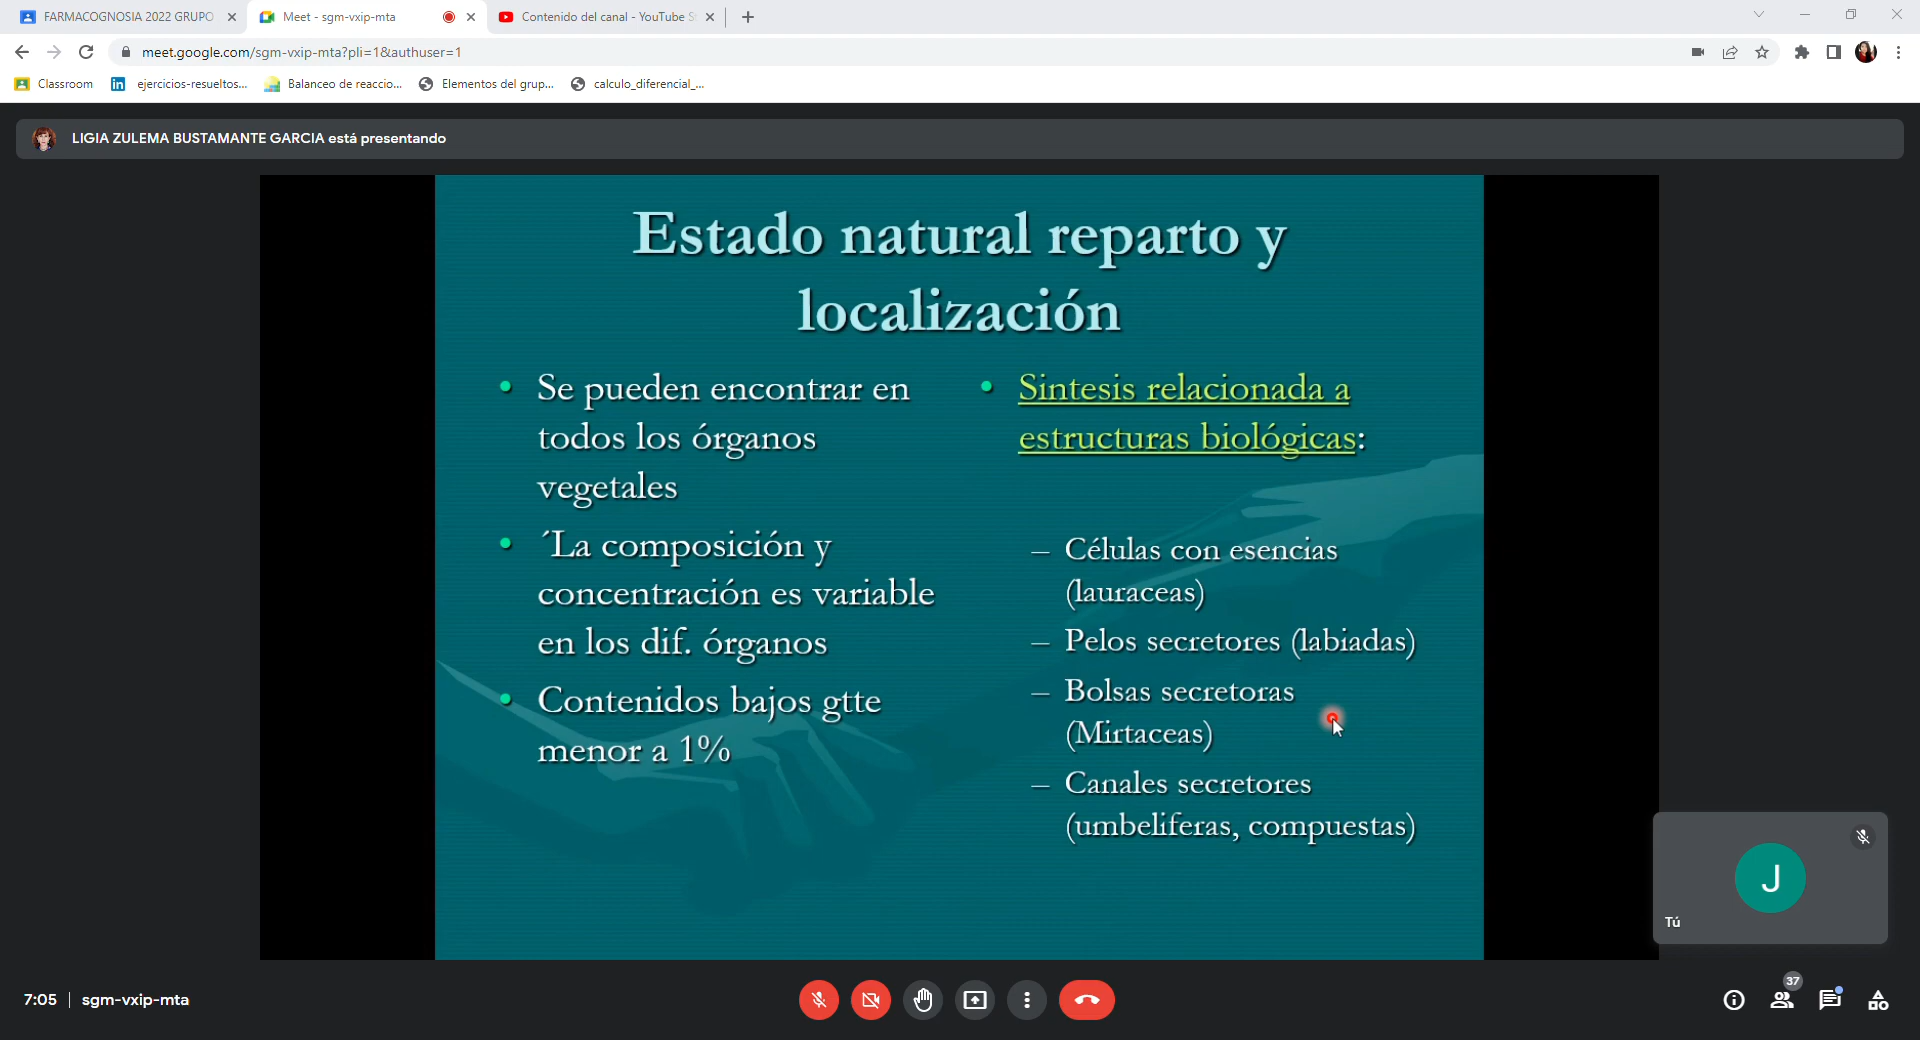 FARMACOGNOSIA 2022 GRUPO
Meet - sgm-vxip-mta
Contenido del canal - YouTube S
meet.google.com/sgm-vxip-mta?pli=1&authuser=1
Classroom
ejercicios-resueltos...
Balanceo de reaccio...
Elementos del grup...
calculo_diferencial_...
LIGIA ZULEMA BUSTAMANTE GARCIA está presentando
Estado natural reparto y
localización
• Se pueden encontrar en
todos los órganos
vegetales
• ´La composición y
concentración es variable
en los dif. órganos
• Contenidos bajos gtte
menor a 1%
• Sintesis relacionada a
estructuras biológicas:
– Células con esencias
(lauraceas)
– Pelos secretores (labiadas)
– Bolsas secretoras
(Mirtaceas)
– Canales secretores
(umbeliferas, compuestas)
J
Tú
7:05 | sgm-vxip-mta
37